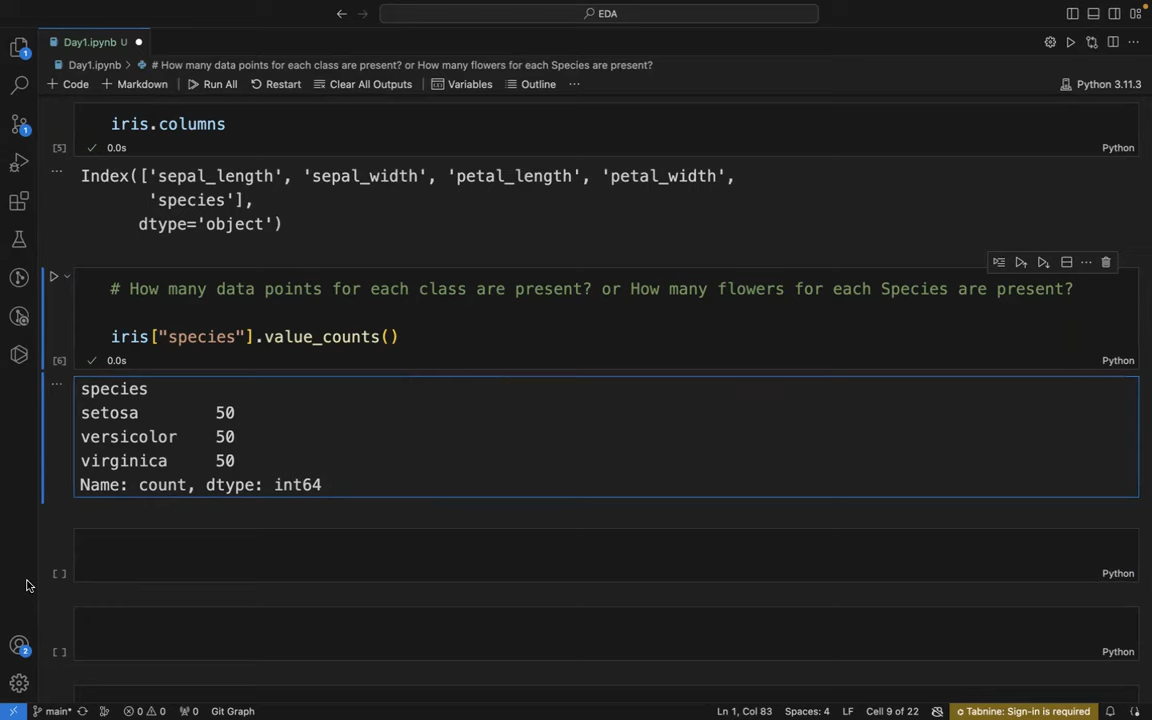 EDA
Day1.ipynb U
Day1.ipynb > # How many data points for each class are present? or How many flowers for each Species are present?
+ Code + Markdown Run All Restart Clear All Outputs Variables Outline ... Python 3.11.3
iris.columns
[5] 0.0s Python
Index(['sepal_length', 'sepal_width', 'petal_length', 'petal_width',
'species'],
dtype='object')
# How many data points for each class are present? or How many flowers for each Species are present?
iris["species"].value_counts()
[6] 0.0s Python
species
setosa 50
versicolor 50
virginica 50
Name: count, dtype: int64
[ ] Python
[ ] Python
1
1
2
main* 0 0 0 Git Graph Ln 1, Col 83 Spaces: 4 LF Cell 9 of 22 Tabnine: Sign-in is required